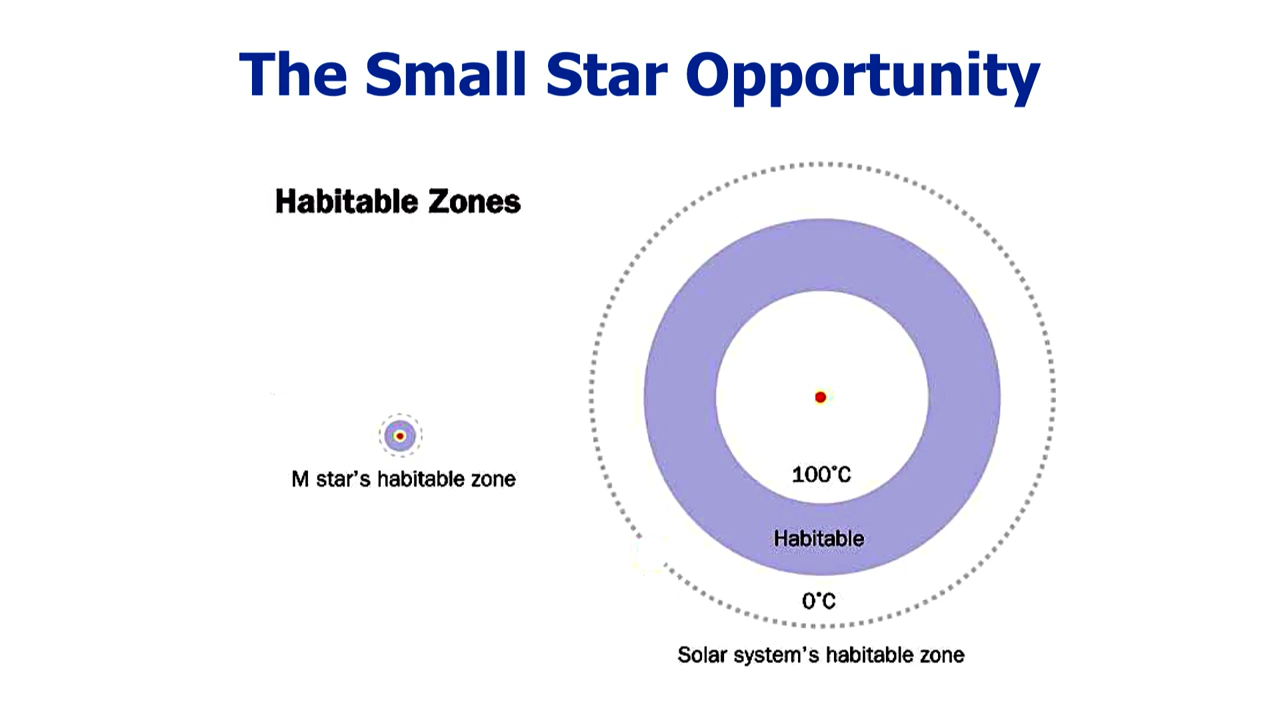 The Small Star Opportunity
Habitable Zones
M star's habitable zone
100°C
Habitable
0°C
Solar system's habitable zone